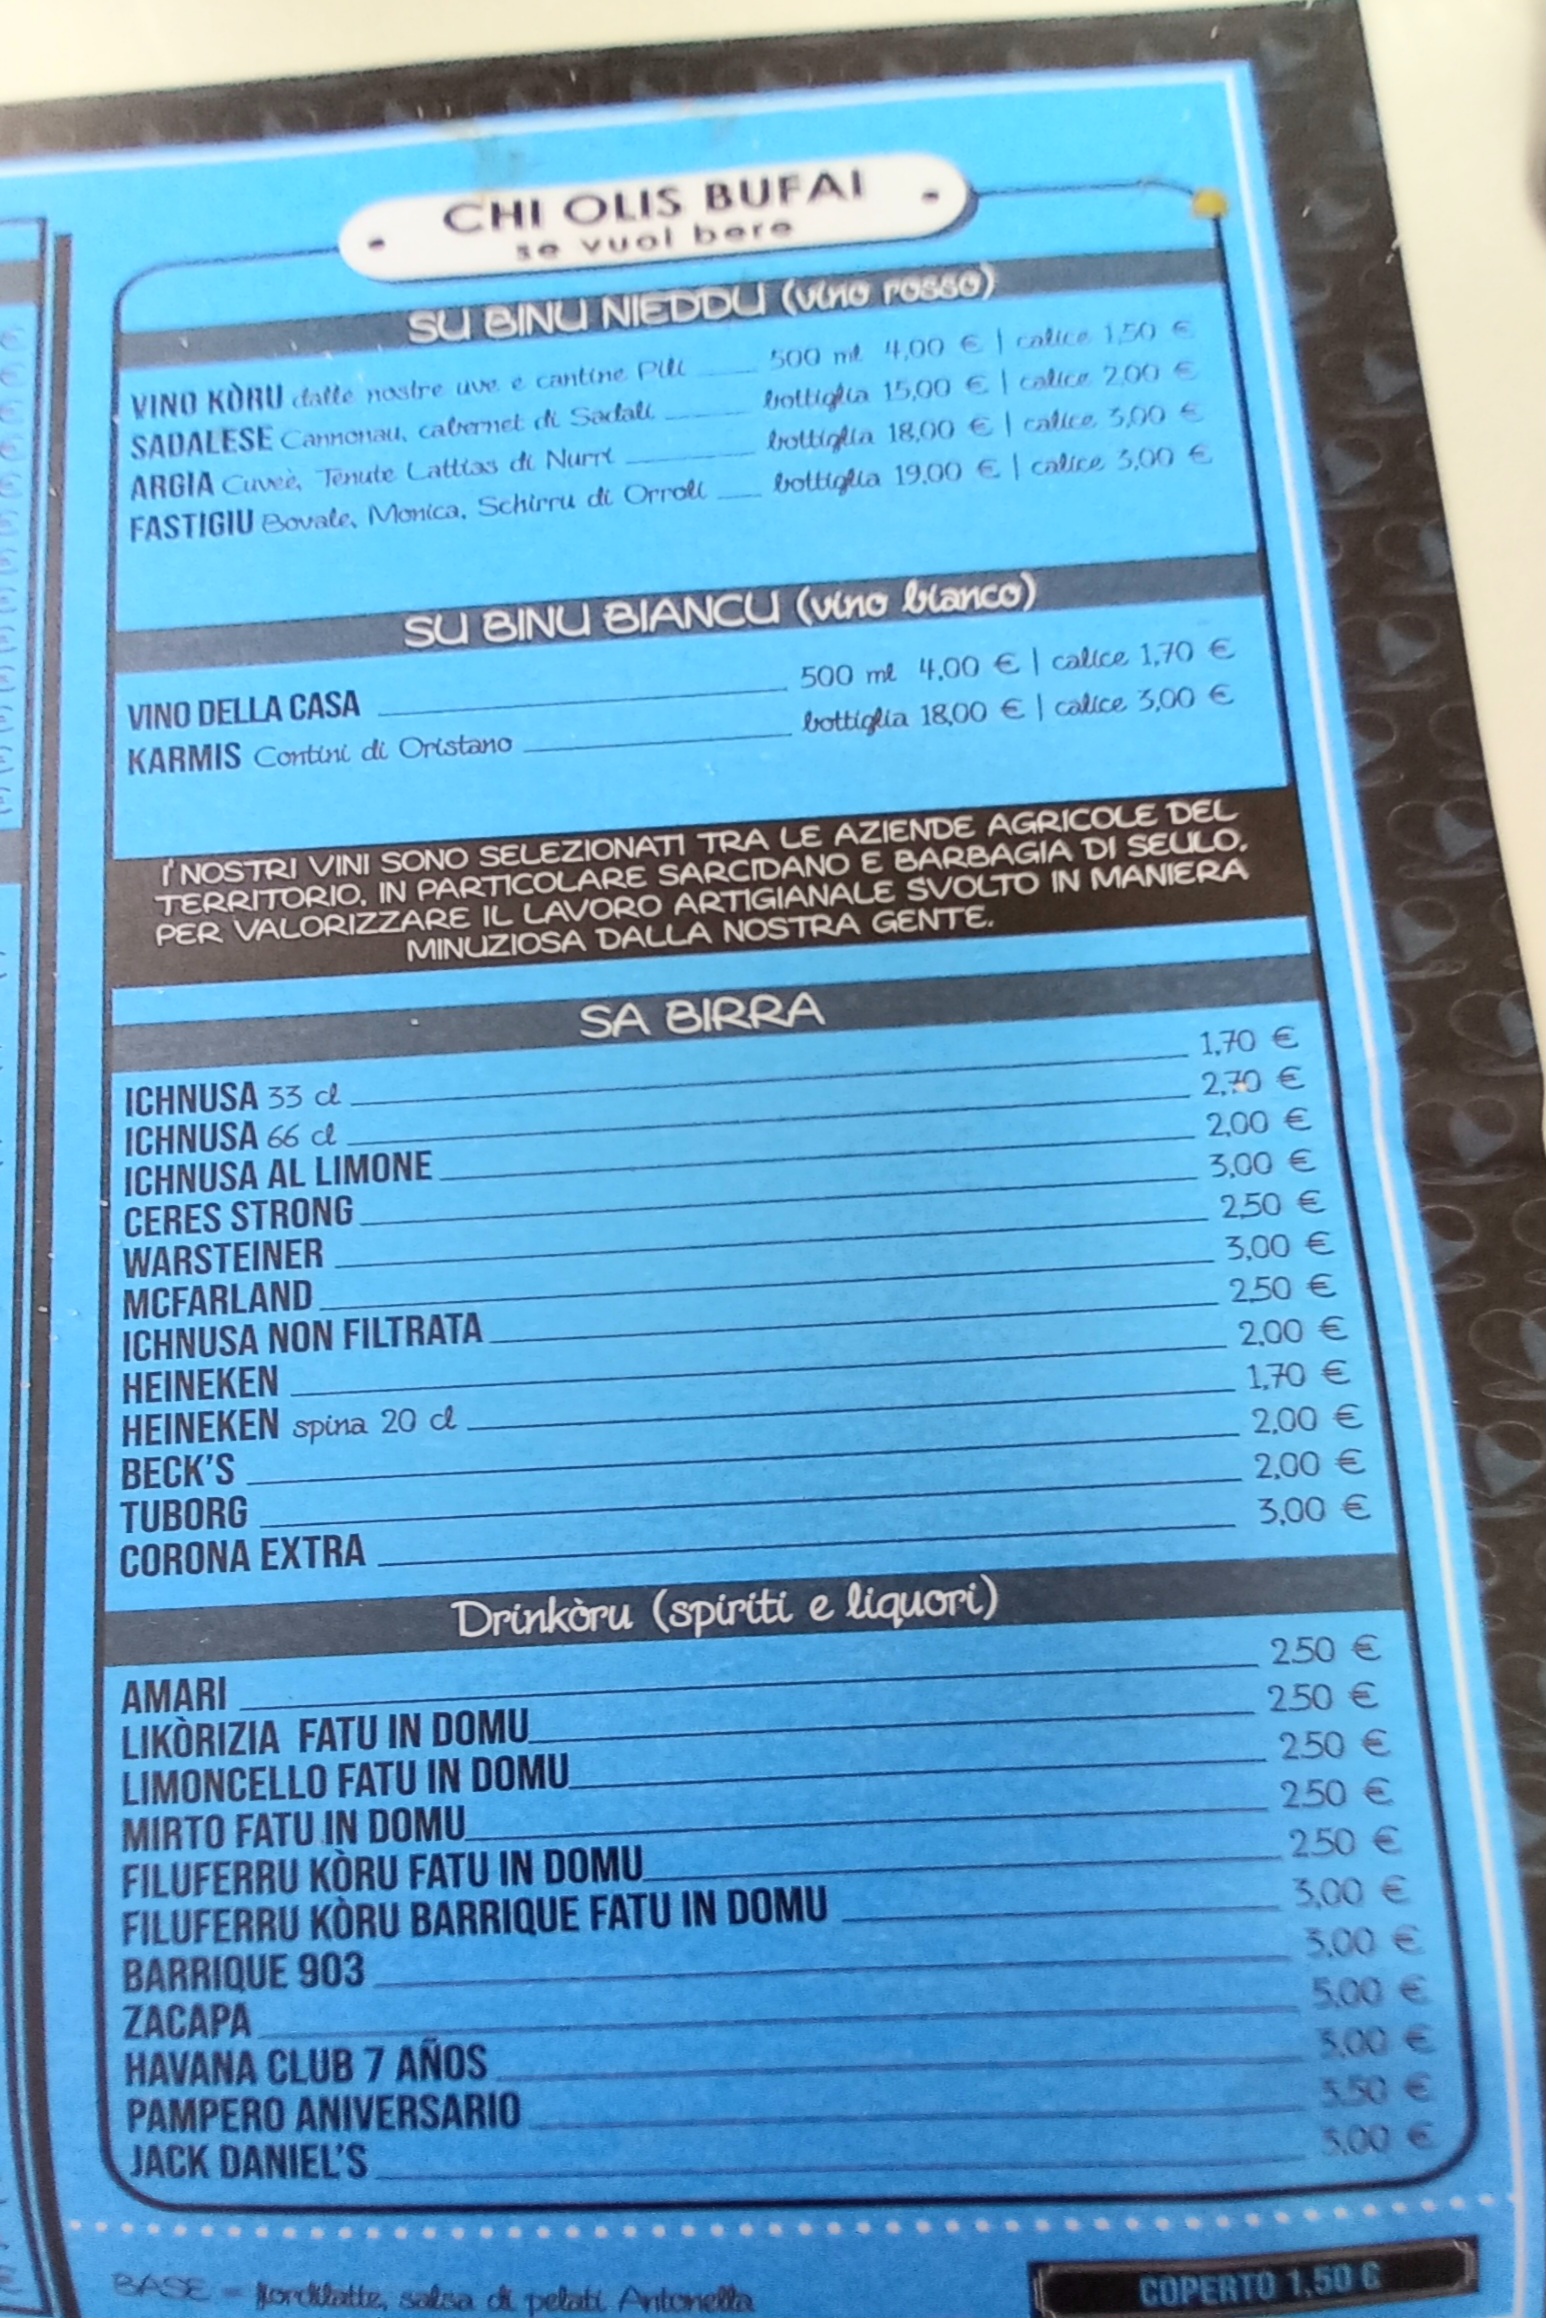 CHI OLIS BUFAI
se vuoi bere
SU BINU NIEDDU (vino rosso)
VINO KÒRU dalle nostre uve e cantine Pili 500 ml 4,00 € | calice 1,50 €
SADALESE Cannonau, cabernet di Sadali bottiglia 15,00 € | calice 2,00 €
ARGIA Cuveè, Tenute Lattias di Nurri bottiglia 18,00 € | calice 3,00 €
FASTIGIU Bovale, Monica, Schirru di Orroli bottiglia 19,00 € | calice 3,00 €
SU BINU BIANCU (vino bianco)
VINO DELLA CASA 500 ml 4,00 € | calice 1,70 €
KARMIS Contini di Oristano bottiglia 18,00 € | calice 3,00 €
I NOSTRI VINI SONO SELEZIONATI TRA LE AZIENDE AGRICOLE DEL
TERRITORIO, IN PARTICOLARE SARCIDANO E BARBAGIA DI SEULO,
PER VALORIZZARE IL LAVORO ARTIGIANALE SVOLTO IN MANIERA
MINUZIOSA DALLA NOSTRA GENTE.
SA BIRRA
ICHNUSA 33 cl 1,70 €
ICHNUSA 66 cl 2,70 €
ICHNUSA AL LIMONE 2,00 €
CERES STRONG 3,00 €
WARSTEINER 2,50 €
MCFARLAND 3,00 €
ICHNUSA NON FILTRATA 2,50 €
HEINEKEN 2,00 €
HEINEKEN spina 20 cl 1,70 €
BECK'S 2,00 €
TUBORG 2,00 €
CORONA EXTRA 3,00 €
Drinkòru (spiriti e liquori)
AMARI 2,50 €
LIKÒRIZIA FATU IN DOMU 2,50 €
LIMONCELLO FATU IN DOMU 2,50 €
MIRTO FATU IN DOMU 2,50 €
FILUFERRU KÒRU FATU IN DOMU 2,50 €
FILUFERRU KÒRU BARRIQUE FATU IN DOMU 3,00 €
BARRIQUE 903 3,00 €
ZACAPA 5,00 €
HAVANA CLUB 7 AÑOS
PAMPERO ANIVERSARIO
JACK DANIEL'S
BASE = fiordilatte, salsa di pelati Antonella
COPERTO 1,50 €